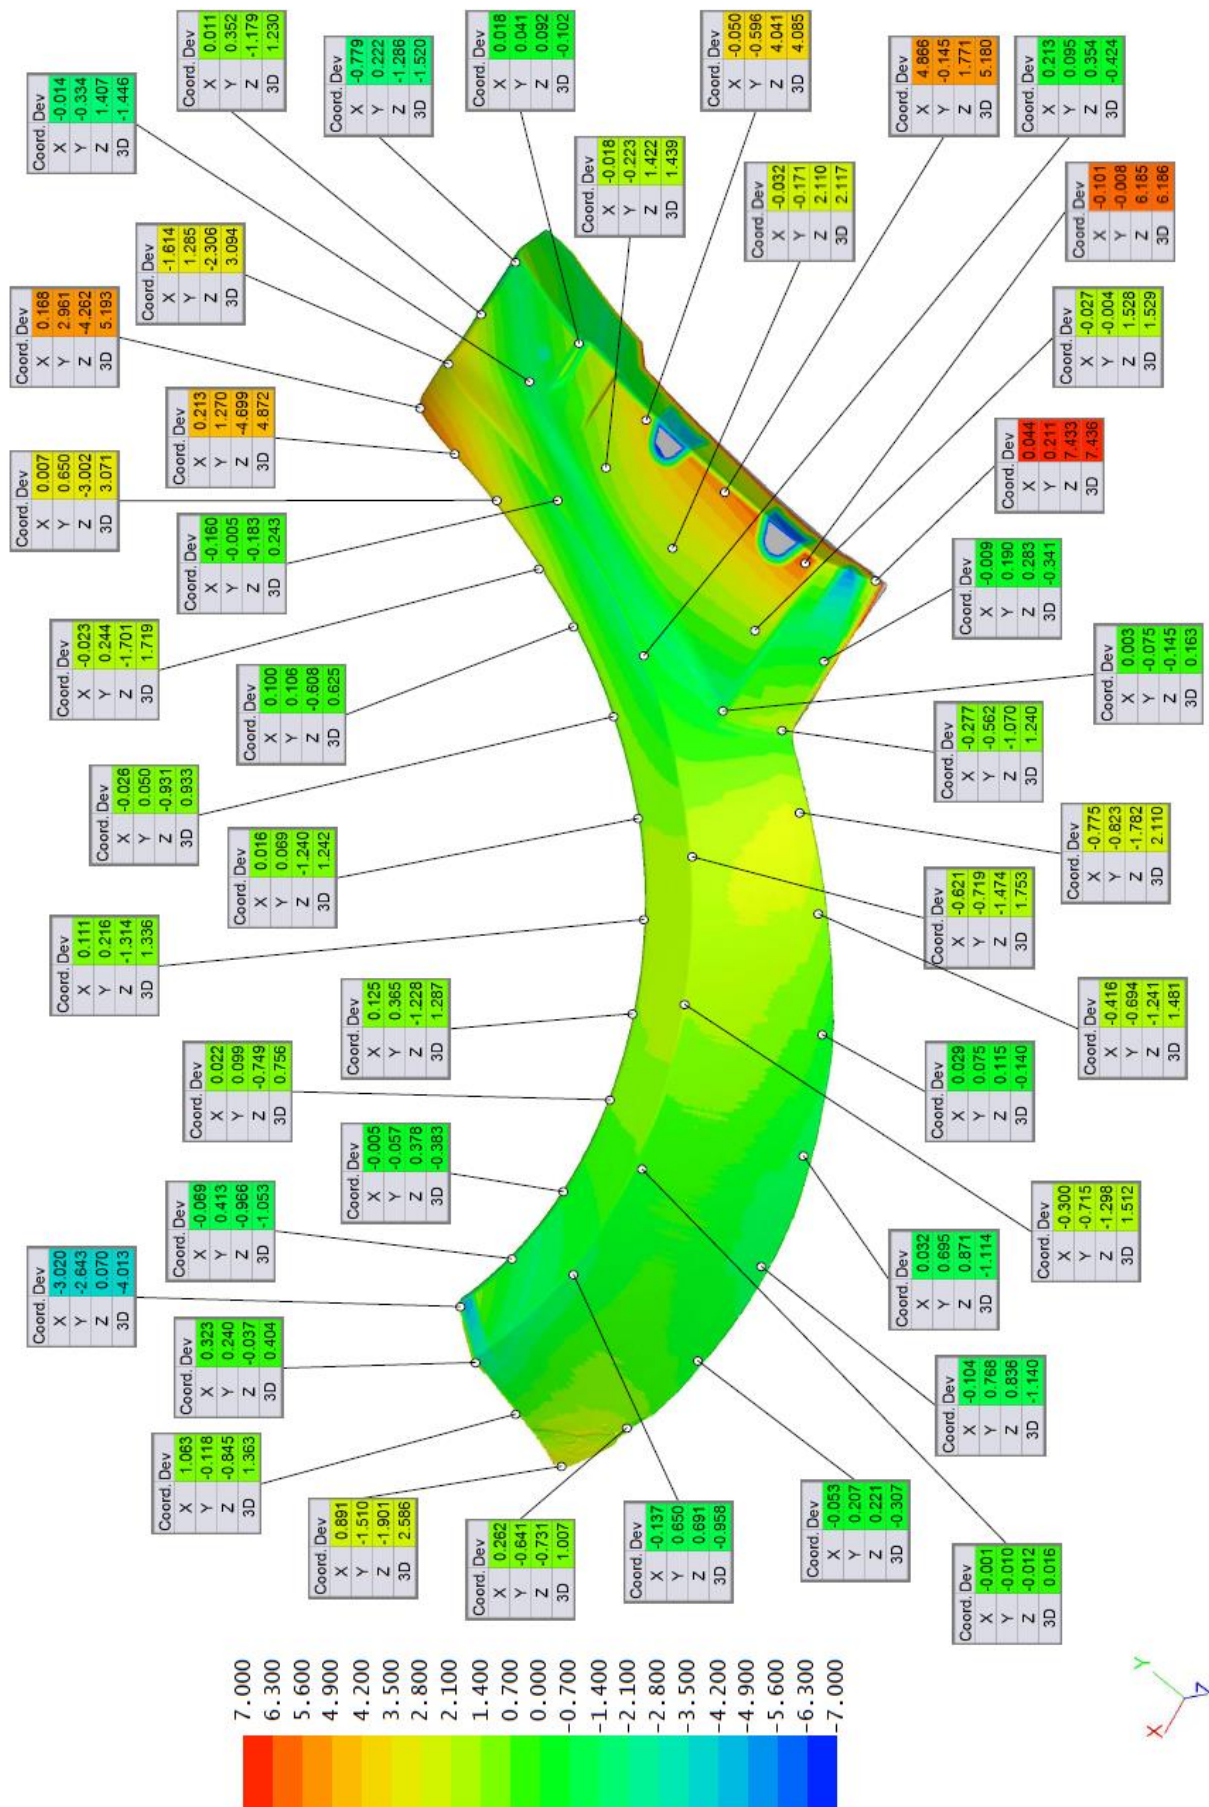 Coord. Dev
X 0.011
Y 0.352
Z -1.179
3D 1.230
Coord. Dev
X 0.018
Y 0.041
Z 0.092
3D -0.102
Coord. Dev
X -0.050
Y -0.596
Z 4.041
3D 4.085
Coord. Dev
X -0.779
Y 0.222
Z -1.286
3D -1.520
Coord. Dev
X 4.866
Y -0.145
Z 1.771
3D 5.180
Coord. Dev
X 0.213
Y 0.095
Z 0.354
3D -0.424
Coord. Dev
X -0.014
Y -0.334
Z 1.407
3D -1.446
Coord. Dev
X -0.018
Y -0.223
Z 1.422
3D 1.439
Coord. Dev
X -0.032
Y -0.171
Z 2.110
3D 2.117
Coord. Dev
X -0.101
Y -0.008
Z 6.185
3D 6.186
Coord. Dev
X -1.614
Y 1.285
Z -2.306
3D 3.094
Coord. Dev
X 0.168
Y 2.961
Z -4.262
3D 5.193
Coord. Dev
X -0.027
Y -0.004
Z 1.528
3D 1.529
Coord. Dev
X 0.213
Y 1.270
Z -4.699
3D 4.872
Coord. Dev
X 0.044
Y 0.211
Z 7.433
3D 7.436
Coord. Dev
X 0.007
Y 0.650
Z -3.002
3D 3.071
Coord. Dev
X -0.160
Y -0.005
Z -0.183
3D 0.243
Coord. Dev
X -0.009
Y 0.190
Z 0.283
3D -0.341
Coord. Dev
X -0.023
Y 0.244
Z -1.701
3D 1.719
Coord. Dev
X 0.003
Y -0.075
Z -0.145
3D 0.163
Coord. Dev
X 0.100
Y 0.106
Z -0.608
3D 0.625
Coord. Dev
X -0.277
Y -0.562
Z -1.070
3D 1.240
Coord. Dev
X -0.026
Y 0.050
Z -0.931
3D 0.933
Coord. Dev
X -0.775
Y -0.823
Z -1.782
3D 2.110
Coord. Dev
X 0.016
Y 0.069
Z -1.240
3D 1.242
Coord. Dev
X -0.621
Y -0.719
Z -1.474
3D 1.753
Coord. Dev
X 0.111
Y 0.216
Z -1.314
3D 1.336
Coord. Dev
X 0.125
Y 0.365
Z -1.228
3D 1.287
Coord. Dev
X -0.416
Y -0.694
Z -1.241
3D 1.481
Coord. Dev
X 0.022
Y 0.099
Z -0.749
3D 0.756
Coord. Dev
X 0.029
Y 0.075
Z 0.115
3D -0.140
Coord. Dev
X -0.005
Y -0.057
Z 0.378
3D -0.383
Coord. Dev
X -0.069
Y 0.413
Z -0.966
3D -1.053
Coord. Dev
X -0.300
Y -0.715
Z -1.298
3D 1.512
Coord. Dev
X 0.032
Y 0.695
Z 0.871
3D -1.114
Coord. Dev
X -3.020
Y -2.643
Z 0.070
3D -4.013
Coord. Dev
X 0.323
Y 0.240
Z -0.037
3D 0.404
Coord. Dev
X -0.104
Y 0.768
Z 0.836
3D -1.140
Coord. Dev
X 1.063
Y -0.118
Z -0.845
3D 1.363
Coord. Dev
X 0.891
Y -1.510
Z -1.901
3D 2.586
Coord. Dev
X 0.262
Y -0.641
Z -0.731
3D 1.007
Coord. Dev
X -0.137
Y 0.650
Z 0.691
3D -0.958
Coord. Dev
X -0.053
Y 0.207
Z 0.221
3D -0.307
Coord. Dev
X -0.001
Y -0.010
Z -0.012
3D 0.016
7.000
6.300
5.600
4.900
4.200
3.500
2.800
2.100
1.400
0.700
0.000
-0.700
-1.400
-2.100
-2.800
-3.500
-4.200
-6.300
-7.000
X
Y
Z